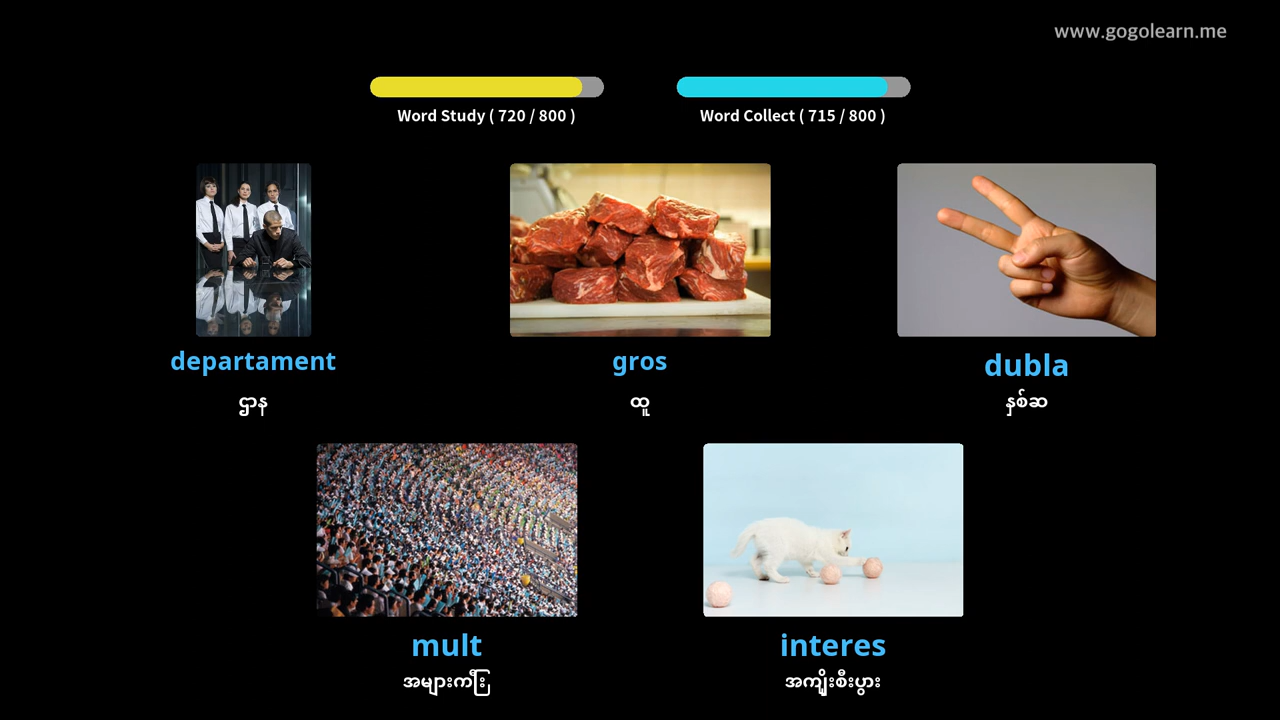 www.gogolearn.me
Word Study ( 720 / 800 )
Word Collect ( 715 / 800 )
departament
ဌာန
gros
ထူ
dubla
နှစ်ဆ
mult
အများကြီး
interes
အကျိုးစီးပွား